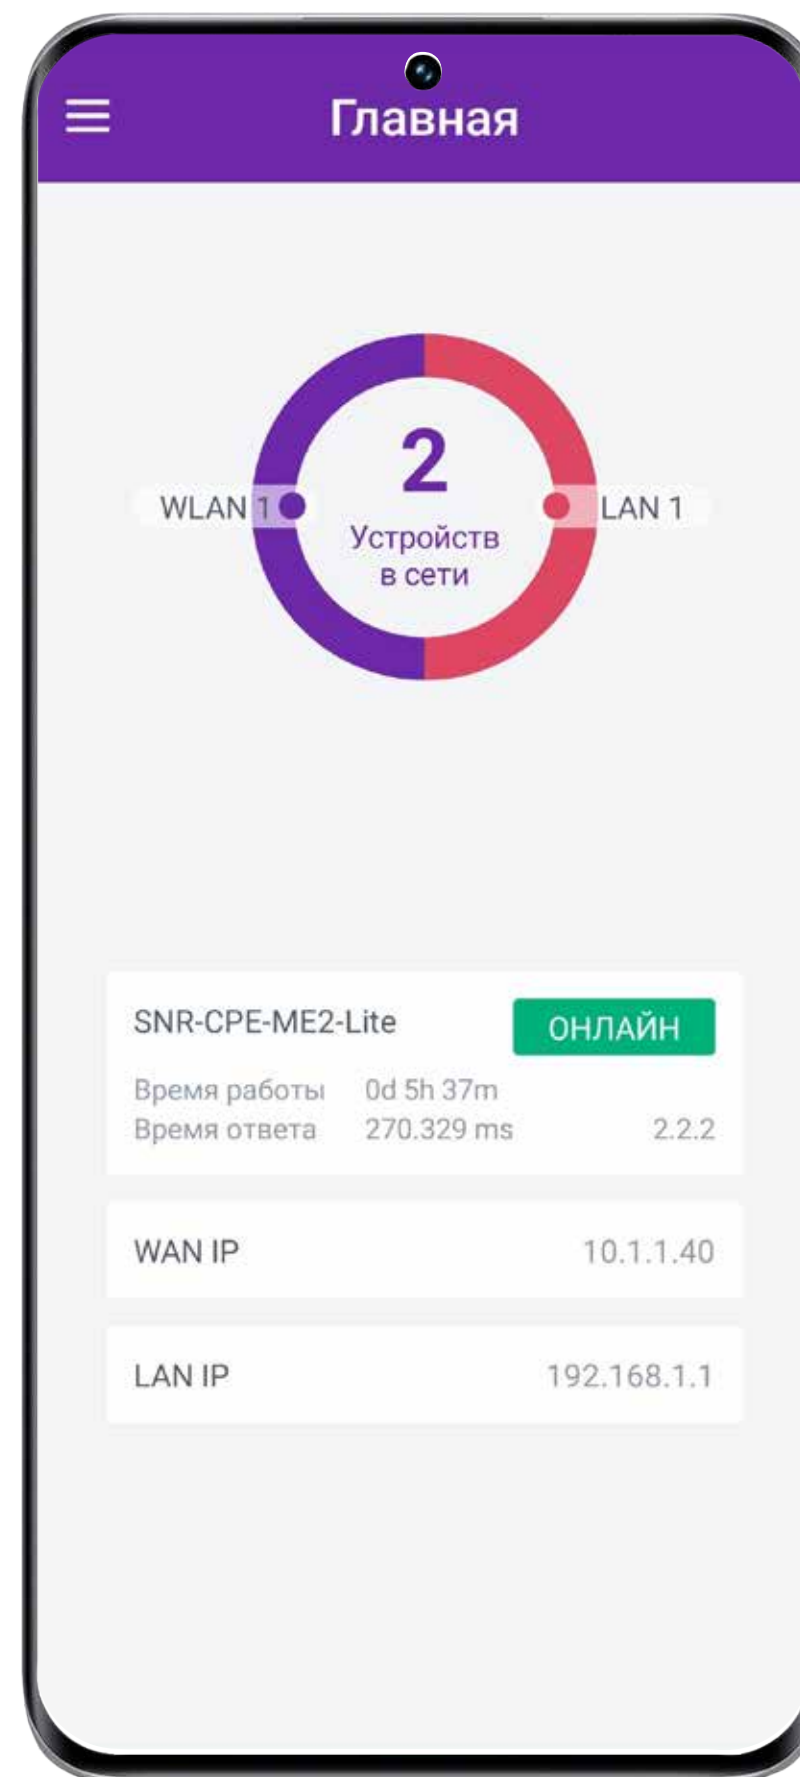 Главная
2
Устройств
в сети
WLAN 1
LAN 1
SNR-CPE-ME2-Lite
ОНЛАЙН
Время работы 0d 5h 37m
Время ответа 270.329 ms 2.2.2
WAN IP 10.1.1.40
LAN IP 192.168.1.1